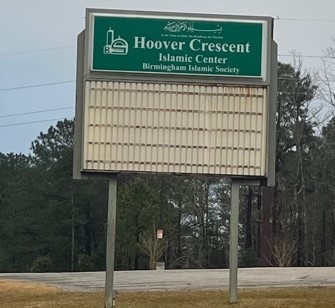 Hoover Crescent
Islamic Center
Birmingham Islamic Society